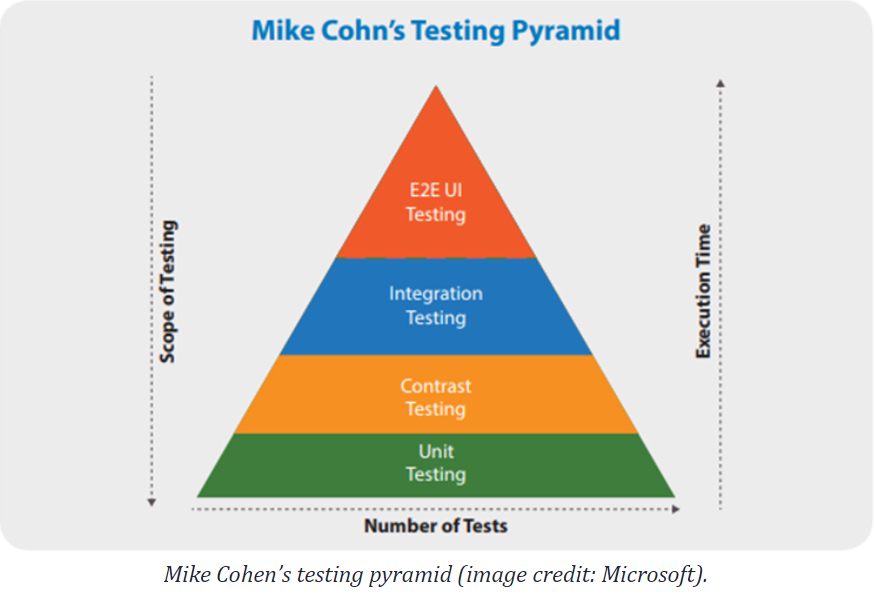 Mike Cohn's Testing Pyramid
E2E UI
Testing
Integration
Testing
Contrast
Testing
Unit
Testing
Scope of Testing
Execution Time
Number of Tests
Mike Cohen's testing pyramid (image credit: Microsoft).